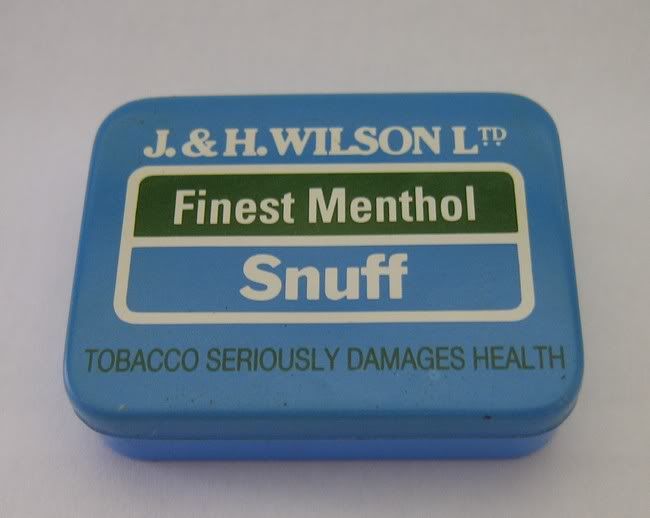 J. & H. WILSON LTD
Finest Menthol
Snuff
TOBACCO SERIOUSLY DAMAGES HEALTH